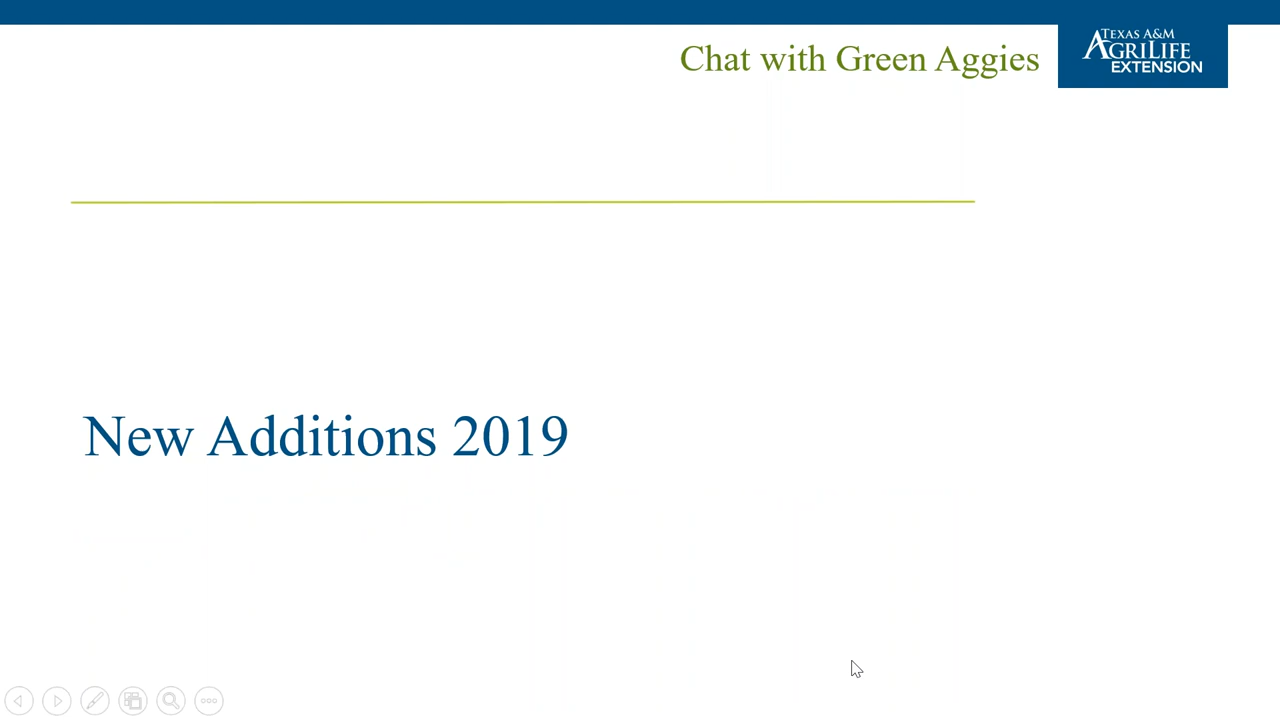 Chat with Green Aggies
TEXAS A&M
AGRILIFE
EXTENSION
New Additions 2019